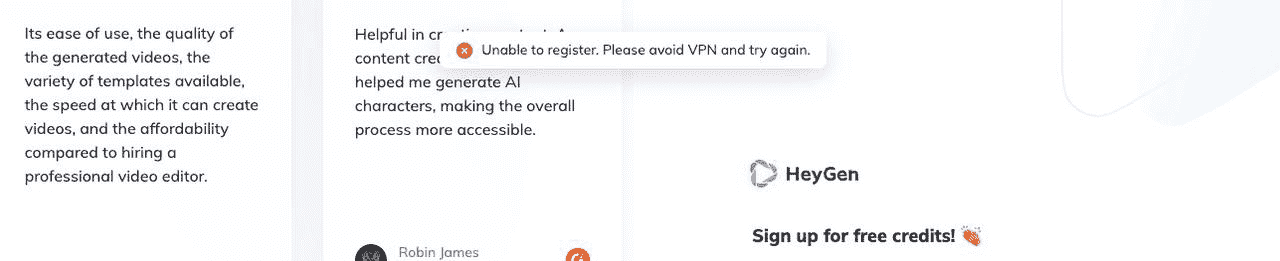 Its ease of use, the quality of
the generated videos, the
variety of templates available,
the speed at which it can create
videos, and the affordability
compared to hiring a
professional video editor.
Helpful in
content
helped me generate AI
characters, making the overall
process more accessible.
Robin James
Unable to register. Please avoid VPN and try again.
HeyGen
Sign up for free credits! 👏